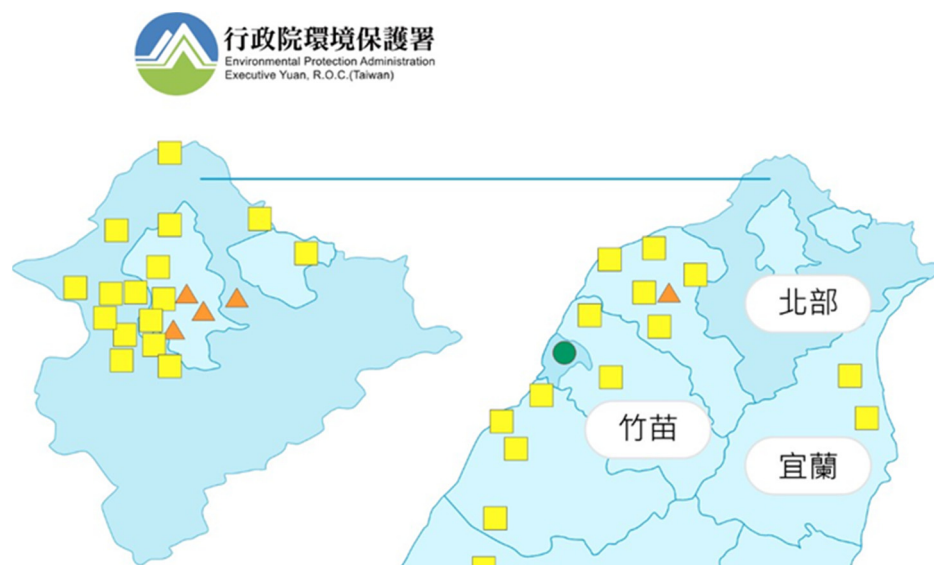 行政院環境保護署
Environmental Protection Administration
Executive Yuan, R.O.C.(Taiwan)
北部
竹苗
宜蘭